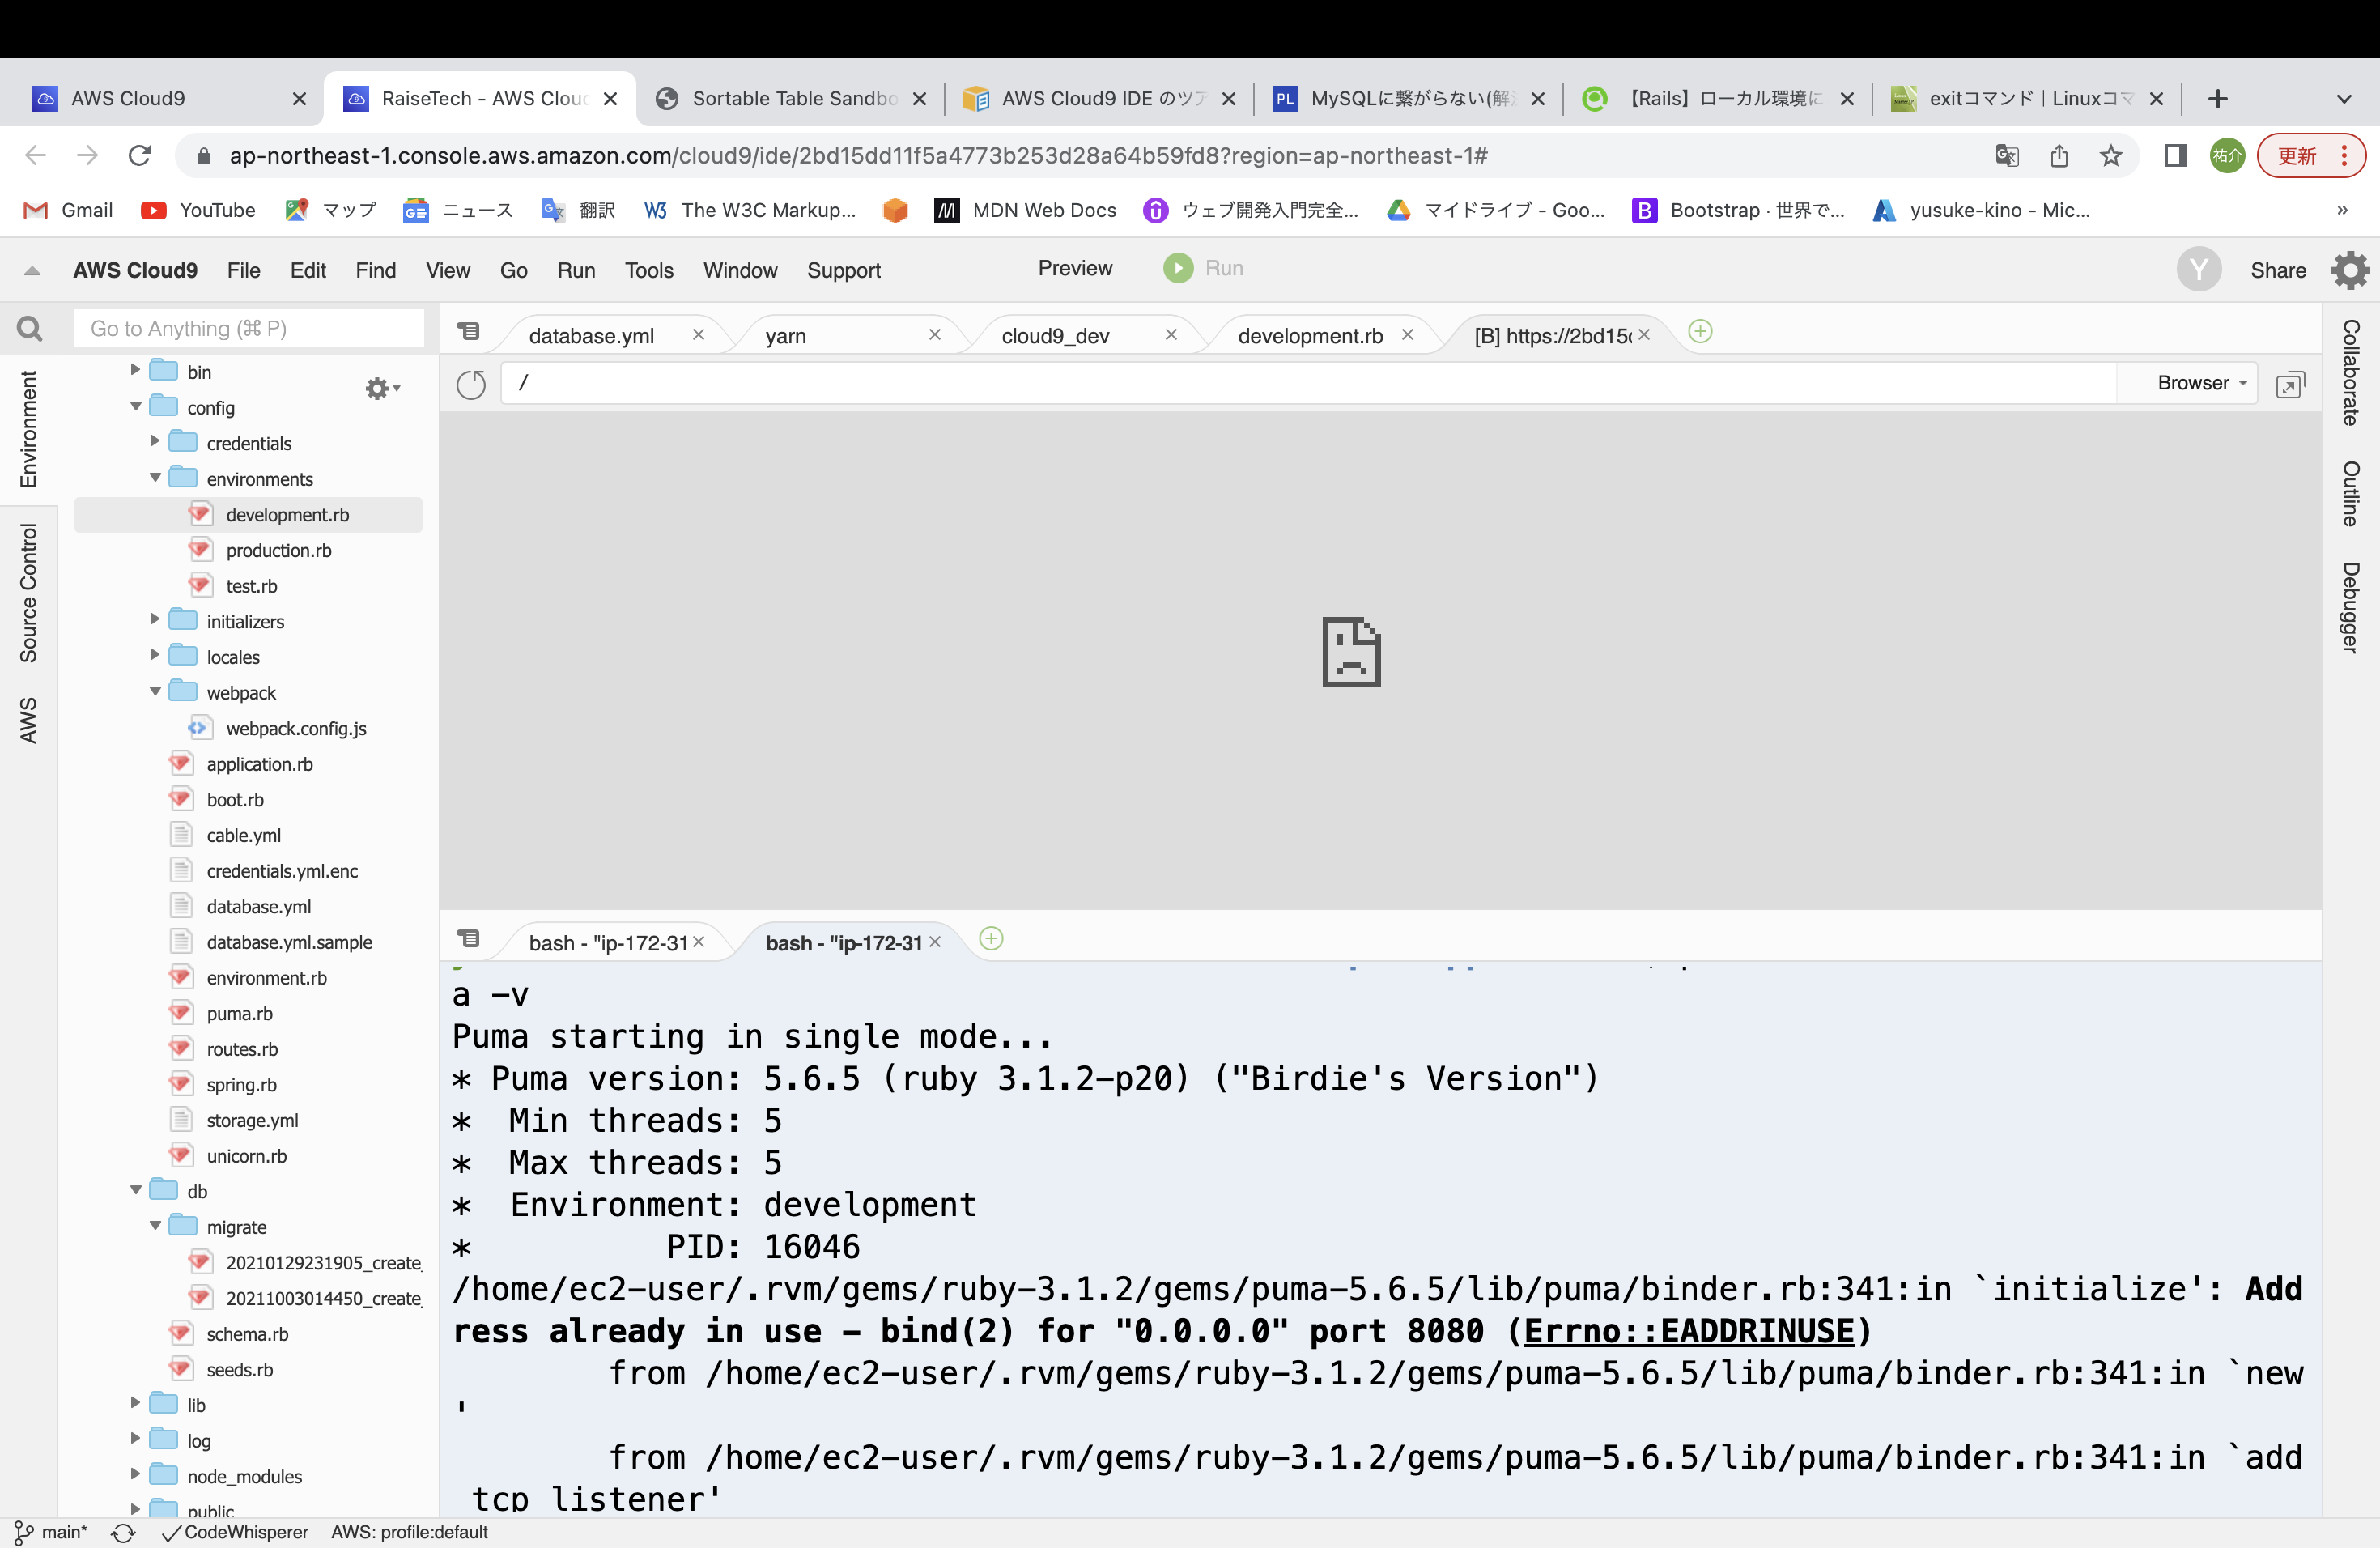 AWS Cloud9
RaiseTech - AWS Clou
Sortable Table Sandbo
AWS Cloud9 IDE のツ
MySQLに繋がらない(解
【Rails】ローカル環境に
exitコマンド｜Linuxコマ
ap-northeast-1.console.aws.amazon.com/cloud9/ide/2bd15dd11f5a4773b253d28a64b59fd8?region=ap-northeast-1#
祐介
更新
Gmail
YouTube
マップ
ニュース
翻訳
The W3C Markup...
MDN Web Docs
ウェブ開発入門完全...
マイドライブ - Goo...
Bootstrap · 世界で...
yusuke-kino - Mic...
»
AWS Cloud9 File Edit Find View Go Run Tools Window Support
Preview
Run
Y
Share
Go to Anything (⌘ P)
Environment
Source Control
AWS
bin
config
credentials
environments
development.rb
production.rb
test.rb
initializers
locales
webpack
webpack.config.js
application.rb
boot.rb
cable.yml
credentials.yml.enc
database.yml
database.yml.sample
environment.rb
puma.rb
routes.rb
spring.rb
storage.yml
unicorn.rb
db
migrate
20210129231905_create_
20211003014450_create_
schema.rb
seeds.rb
lib
log
node_modules
public
database.yml
yarn
cloud9_dev
development.rb
[B] https://2bd15c
/
Browser
Collaborate
Outline
Debugger
bash - "ip-172-31
bash - "ip-172-31
a -v
Puma starting in single mode...
* Puma version: 5.6.5 (ruby 3.1.2-p20) ("Birdie's Version")
*  Min threads: 5
*  Max threads: 5
*  Environment: development
*          PID: 16046
/home/ec2-user/.rvm/gems/ruby-3.1.2/gems/puma-5.6.5/lib/puma/binder.rb:341:in `initialize': Add
ress already in use - bind(2) for "0.0.0.0" port 8080 (Errno::EADDRINUSE)
        from /home/ec2-user/.rvm/gems/ruby-3.1.2/gems/puma-5.6.5/lib/puma/binder.rb:341:in `new
'
        from /home/ec2-user/.rvm/gems/ruby-3.1.2/gems/puma-5.6.5/lib/puma/binder.rb:341:in `add
_tcp_listener'
main*
CodeWhisperer
AWS: profile:default